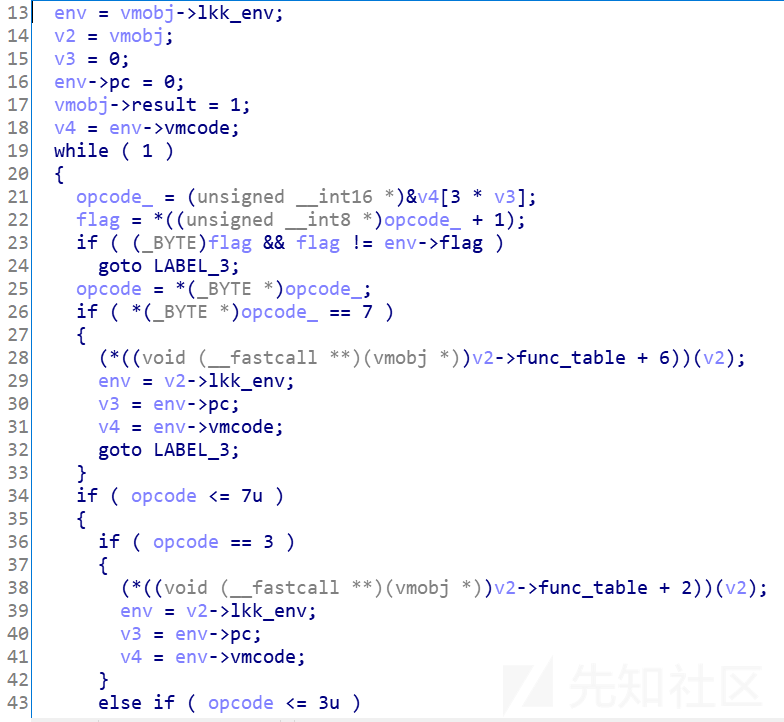 13 env = vmobj->lkk_env;
14 v2 = vmobj;
15 v3 = 0;
16 env->pc = 0;
17 vmobj->result = 1;
18 v4 = env->vmcode;
19 while ( 1 )
20 {
21 opcode_ = (unsigned __int16 *)&v4[3 * v3];
22 flag = *((unsigned __int8 *)opcode_ + 1);
23 if ( (_BYTE)flag && flag != env->flag )
24 goto LABEL_3;
25 opcode = *(_BYTE *)opcode_;
26 if ( *(_BYTE *)opcode_ == 7 )
27 {
28 (*((void (__fastcall **)(vmobj *))v2->func_table + 6))(v2);
29 env = v2->lkk_env;
30 v3 = env->pc;
31 v4 = env->vmcode;
32 goto LABEL_3;
33 }
34 if ( opcode <= 7u )
35 {
36 if ( opcode == 3 )
37 {
38 (*((void (__fastcall **)(vmobj *))v2->func_table + 2))(v2);
39 env = v2->lkk_env;
40 v3 = env->pc;
41 v4 = env->vmcode;
42 }
43 else if ( opcode <= 3u )
先知社区